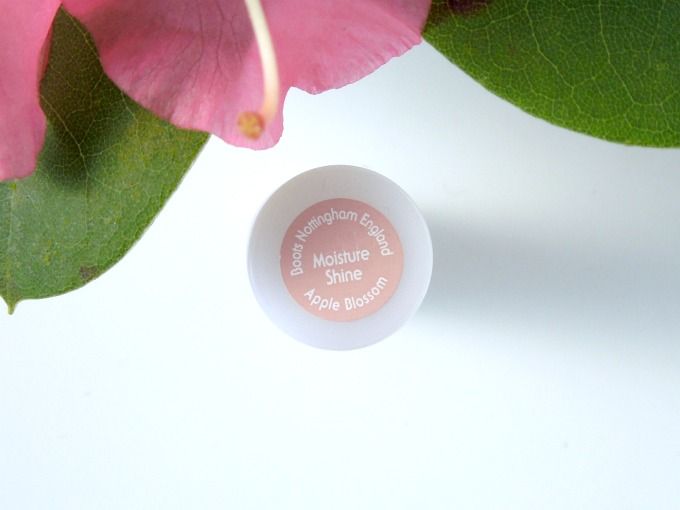 Boots Nottingham England
Moisture
Shine
Apple Blossom